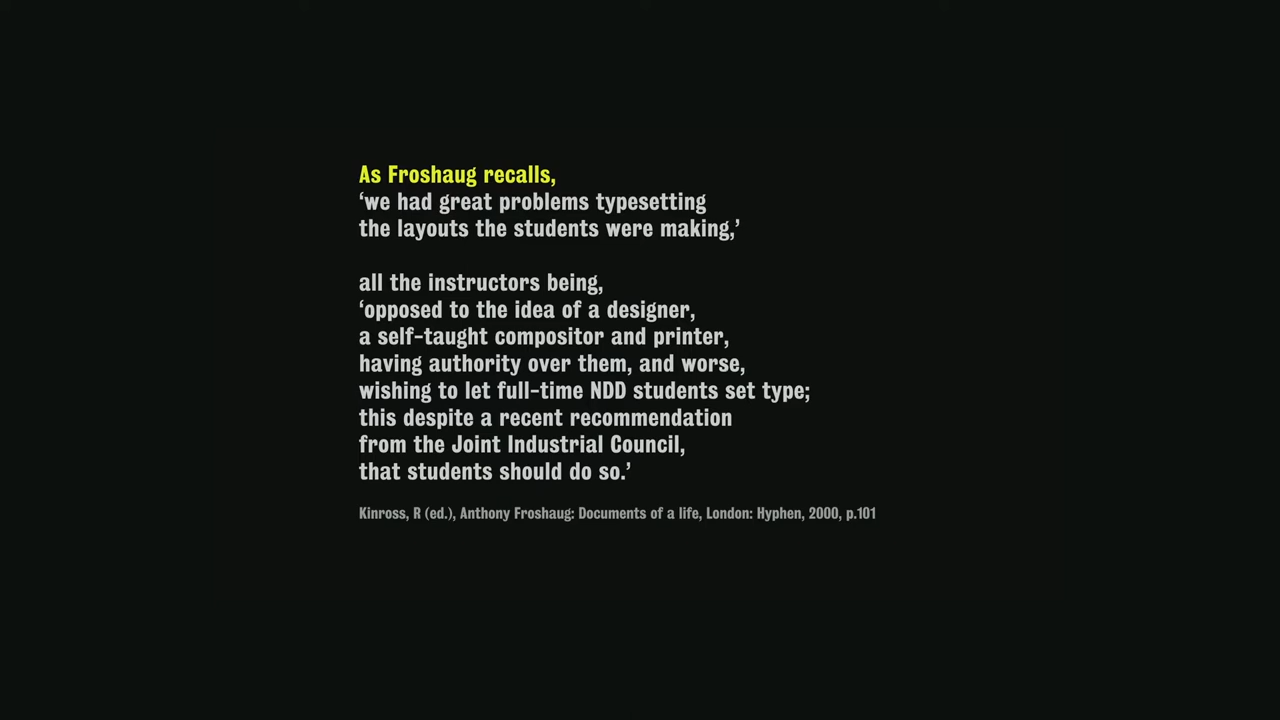 As Froshaug recalls,
‘we had great problems typesetting
the layouts the students were making,’
all the instructors being,
‘opposed to the idea of a designer,
a self-taught compositor and printer,
having authority over them, and worse,
wishing to let full-time NDD students set type;
this despite a recent recommendation
from the Joint Industrial Council,
that students should do so.’
Kinross, R (ed.), Anthony Froshaug: Documents of a life, London: Hyphen, 2000, p.101